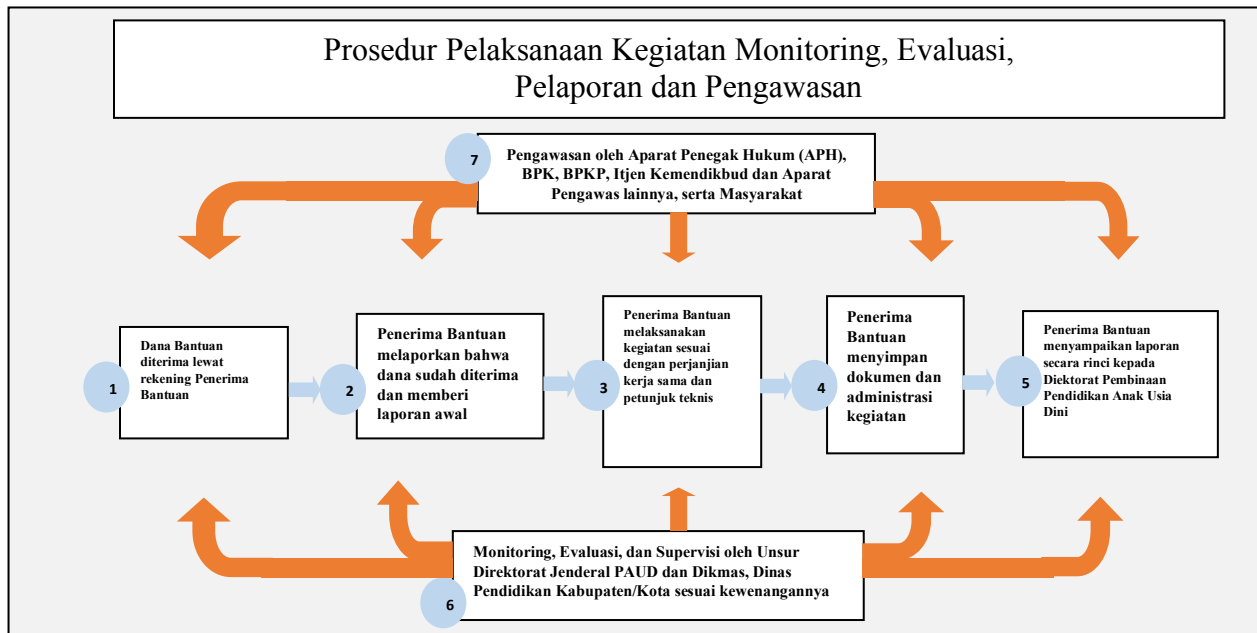 Prosedur Pelaksanaan Kegiatan Monitoring, Evaluasi,
Pelaporan dan Pengawasan
7
Pengawasan oleh Aparat Penegak Hukum (APH),
BPK, BPKP, Itjen Kemendikbud dan Aparat
Pengawas lainnya, serta Masyarakat
1
Dana Bantuan
diterima lewat
rekening Penerima
Bantuan
2
Penerima Bantuan
melaporkan bahwa
dana sudah diterima
dan memberi
laporan awal
3
Penerima Bantuan
melaksanakan
kegiatan sesuai
dengan perjanjian
kerja sama dan
petunjuk teknis
4
Penerima
Bantuan
menyimpan
dokumen dan
administrasi
kegiatan
5
Penerima Bantuan
menyampaikan laporan
secara rinci kepada
Diektorat Pembinaan
Pendidikan Anak Usia
Dini
Monitoring, Evaluasi, dan Supervisi oleh Unsur
Direktorat Jenderal PAUD dan Dikmas, Dinas
Pendidikan Kabupaten/Kota sesuai kewenangannya
6